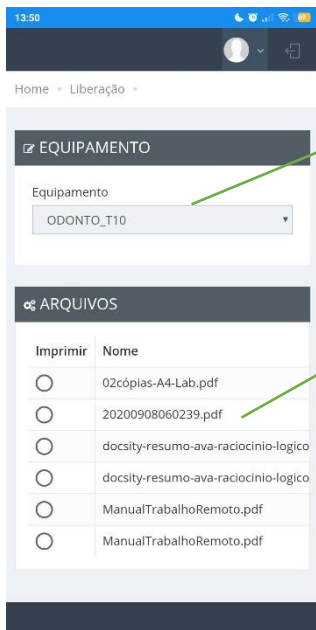 13:50
Home Liberação
EQUIPAMENTO
Equipamento
ODONTO_T10
ARQUIVOS
Imprimir Nome
02cópias-A4-Lab.pdf
20200908060239.pdf
docsity-resumo-ava-raciocinio-logico
docsity-resumo-ava-raciocinio-logico
ManualTrabalhoRemoto.pdf
ManualTrabalhoRemoto.pdf